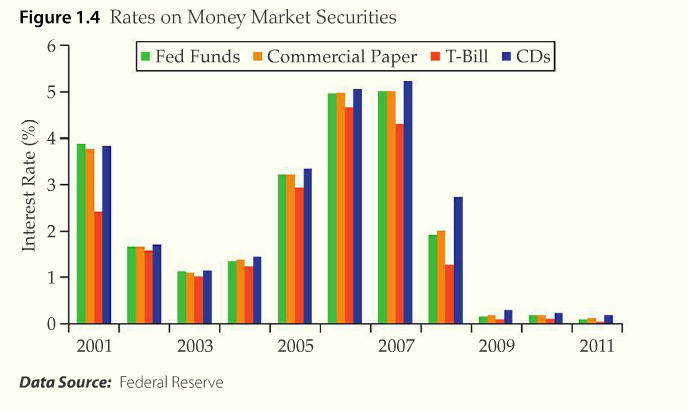 Figure 1.4 Rates on Money Market Securities
6
Fed Funds Commercial Paper T-Bill CDs
5
4
3
2
1
0
Interest Rate (%)
2001 2003 2005 2007 2009 2011
Data Source: Federal Reserve